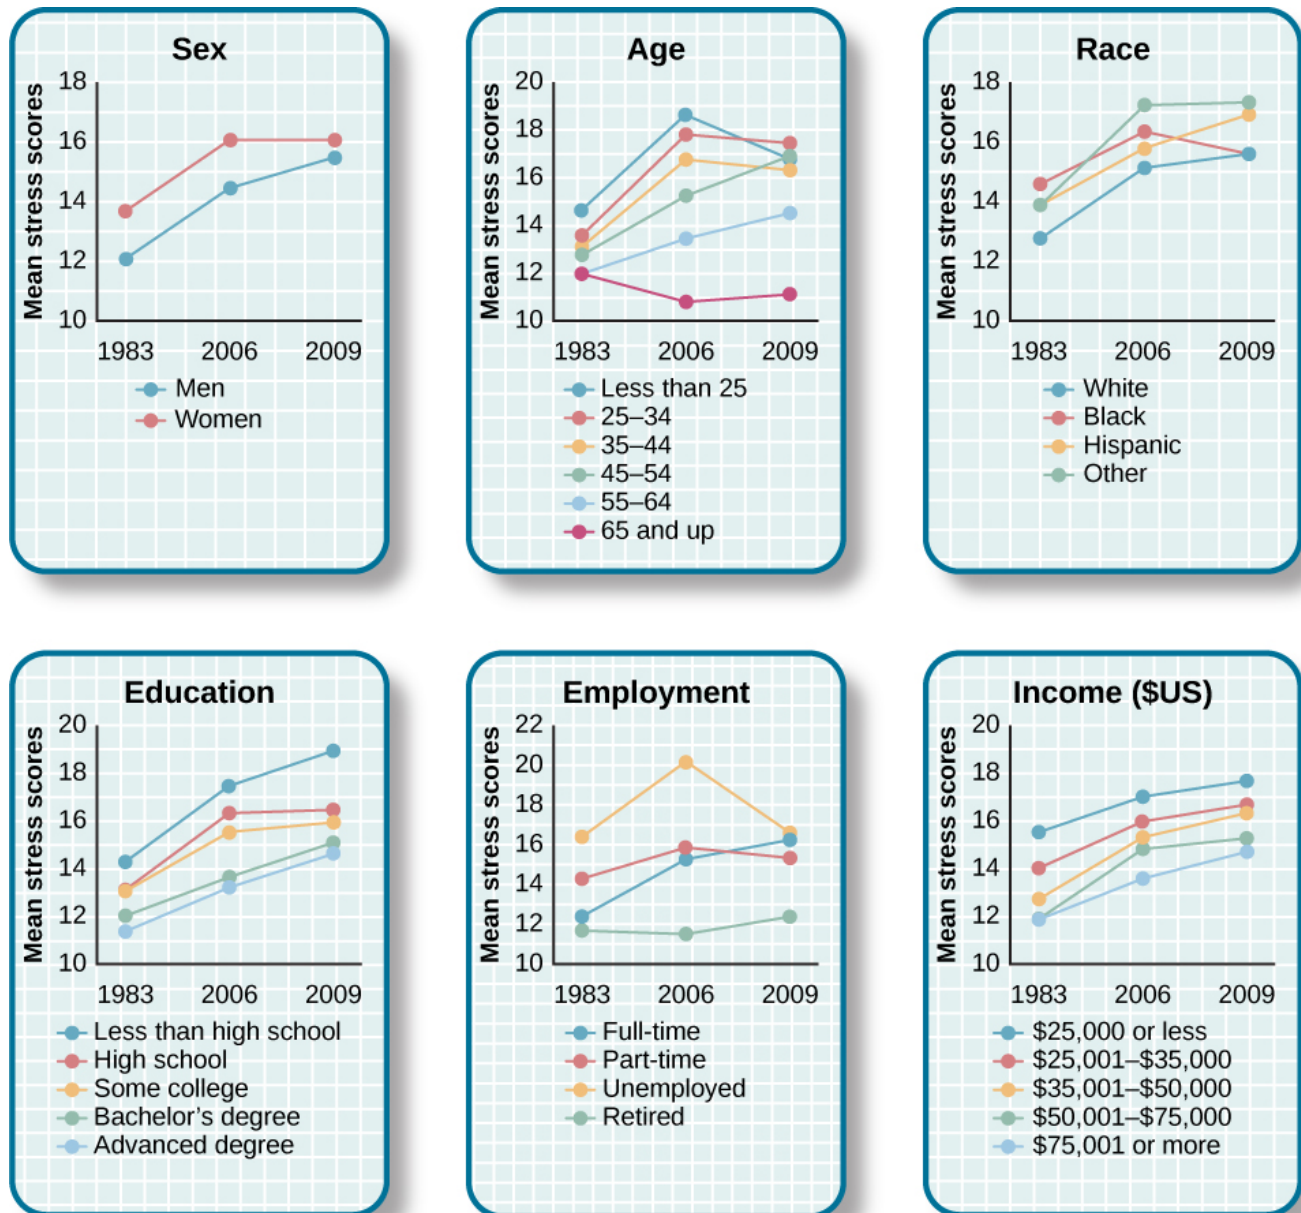 Sex
Mean stress scores
18
16
14
12
10
1983 2006 2009
Men
Women
Age
Mean stress scores
20
18
16
14
12
10
1983 2006 2009
Less than 25
25–34
35–44
45–54
55–64
65 and up
Race
Mean stress scores
18
16
14
12
10
1983 2006 2009
White
Black
Hispanic
Other
Education
Mean stress scores
20
18
16
14
12
10
1983 2006 2009
Less than high school
High school
Some college
Bachelor’s degree
Advanced degree
Employment
Mean stress scores
22
20
18
16
14
12
10
1983 2006 2009
Full-time
Part-time
Unemployed
Retired
Income ($US)
Mean stress scores
20
18
16
14
12
10
1983 2006 2009
$25,000 or less
$25,001–$35,000
$35,001–$50,000
$50,001–$75,000
$75,001 or more